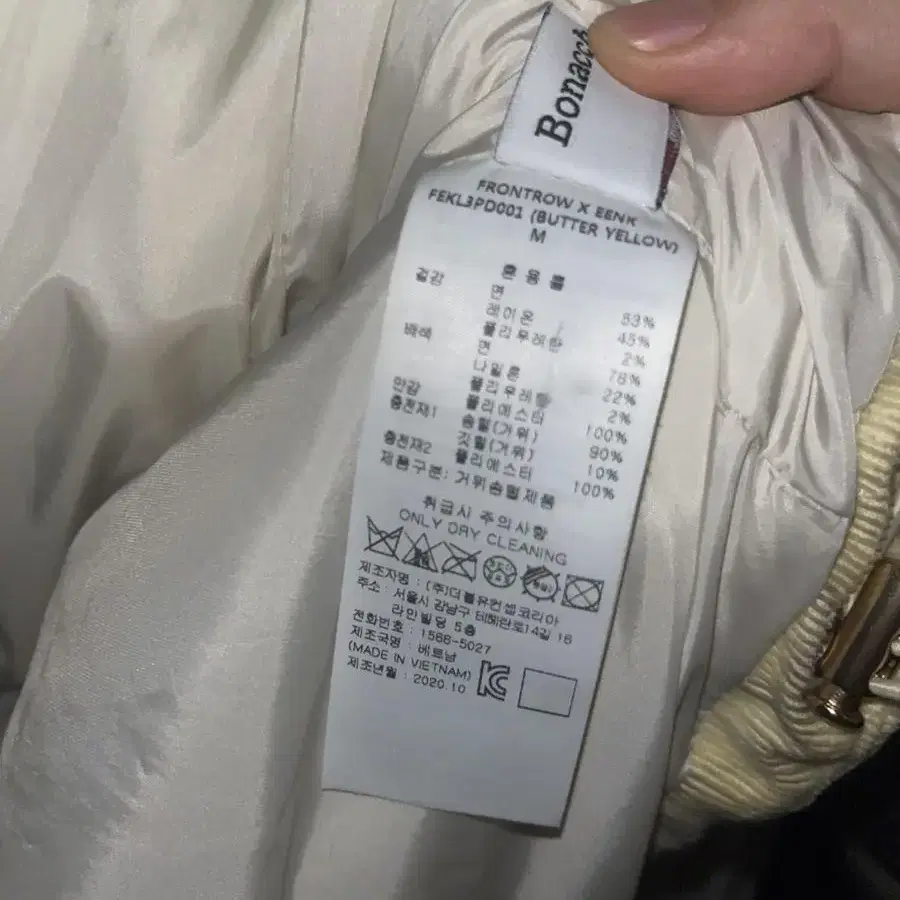 Bonacch
FRONTROW X EENK
FEKL3PD001 (BUTTER YELLOW)
M
혼 용 률
겉감 면 53%
레이온 45%
폴리우레탄 2%
배색 면 78%
나일론 22%
폴리우레탄 2%
안감 폴리에스터 100%
충전재1 솜털(거위) 90%
깃털(거위) 10%
충전재2 폴리에스터 100%
제품구분: 거위솜털제품
취급시 주의사항
ONLY DRY CLEANING
제조자명 : (주)더블유컨셉코리아
주소 : 서울시 강남구 테헤란로14길 16
라인빌딩 5층
전화번호 : 1566-5027
제조국명 : 베트남
(MADE IN VIETNAM)
제조년월 : 2020.10